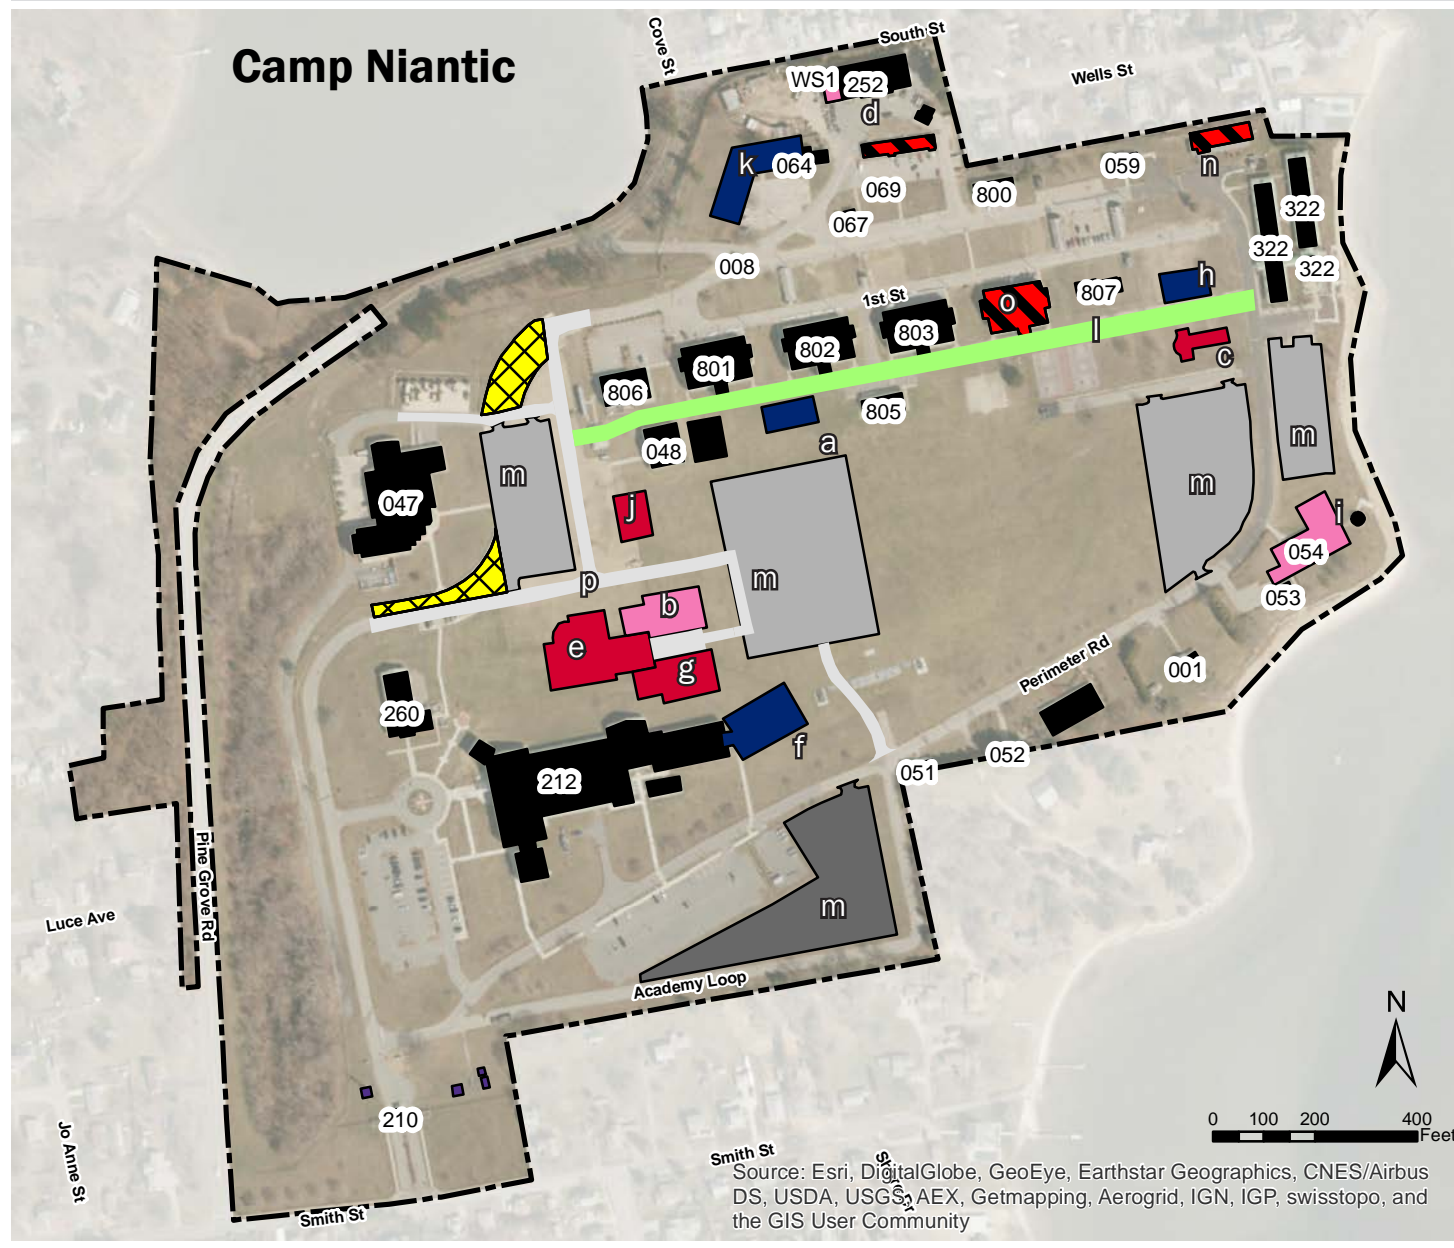 Camp Niantic
Cove St
South St
Wells St
WS1
252
d
k
064
069
067
800
059
n
322
322
322
008
1st St
o
807
h
l
c
806
801
802
803
805
a
048
m
047
j
m
m
m
i
054
053
p
b
e
g
f
260
212
Perimeter Rd
001
052
051
m
Pine Grove Rd
Luce Ave
Academy Loop
210
Jo Anne St
Smith St
Smith St
N
0 100 200 400
Feet
Source: Esri, DigitalGlobe, GeoEye, Earthstar Geographics, CNES/Airbus
DS, USDA, USGS, AEX, Getmapping, Aerogrid, IGN, IGP, swisstopo, and
the GIS User Community